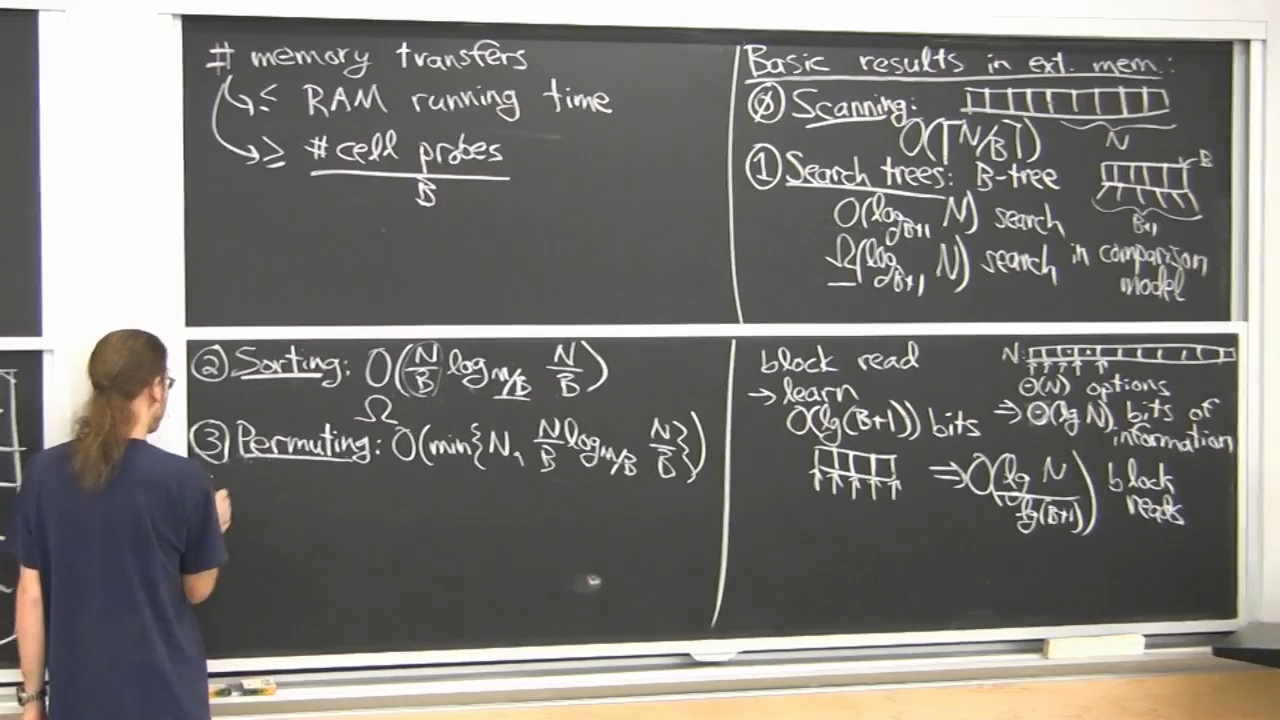 # memory transfers
≤ RAM running time
≥ # cell probes
B
Basic results in ext. mem.:
⓪ Scanning:
N
O(⌈N/B⌉)
① Search trees: B-tree
B
B+1
O(log_{B+1} N) search
Ω(log_{B+1} N) search in comparison
model
② Sorting: O(N/B log_{M/B} N/B)
Ω
③ Permuting: O(min{N, N/B log_{M/B} N/B})
block read
→ learn
O(lg(B+1)) bits
N:
Θ(N) options
⇒ Θ(lg N) bits of
information
⇒ O(lg N / lg(B+1)) block
reads